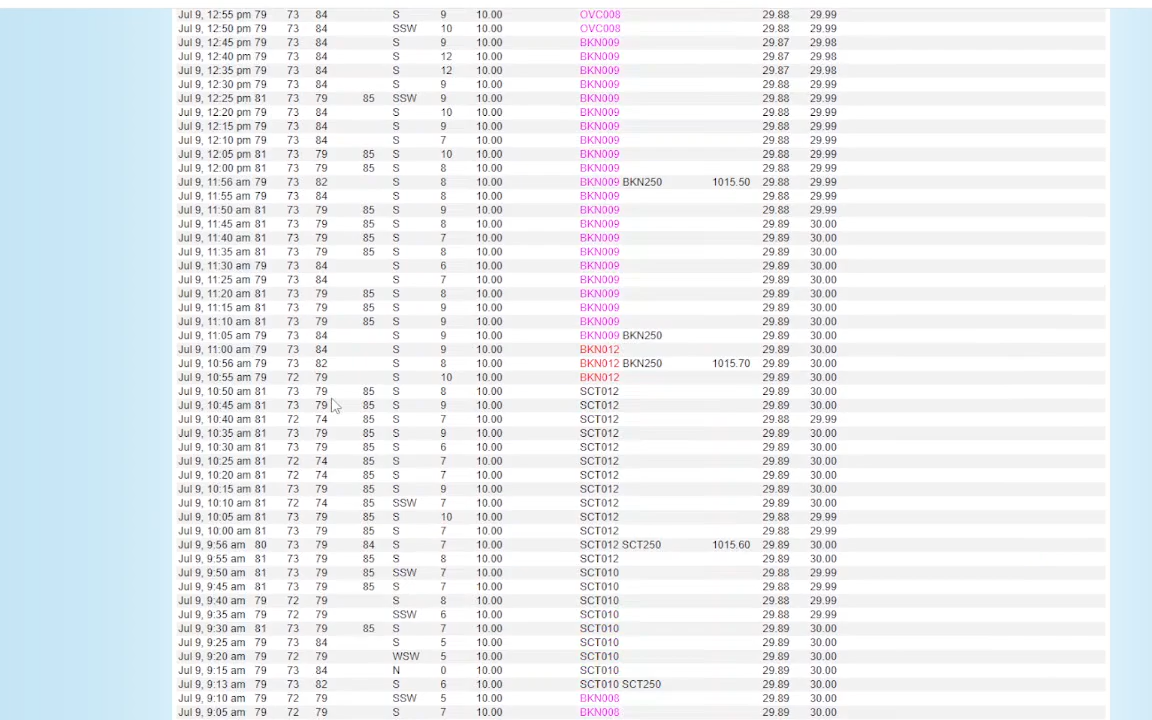 Jul 9, 12:55 pm 79 73 84 S 9 10.00 OVC008 29.88 29.99
Jul 9, 12:50 pm 79 73 84 SSW 10 10.00 OVC008 29.88 29.99
Jul 9, 12:45 pm 79 73 84 S 9 10.00 BKN009 29.87 29.98
Jul 9, 12:40 pm 79 73 84 S 12 10.00 BKN009 29.87 29.98
Jul 9, 12:35 pm 79 73 84 S 12 10.00 BKN009 29.87 29.98
Jul 9, 12:30 pm 79 73 84 S 9 10.00 BKN009 29.88 29.99
Jul 9, 12:25 pm 81 73 79 85 SSW 9 10.00 BKN009 29.88 29.99
Jul 9, 12:20 pm 79 73 84 S 10 10.00 BKN009 29.88 29.99
Jul 9, 12:15 pm 79 73 84 S 9 10.00 BKN009 29.88 29.99
Jul 9, 12:10 pm 79 73 84 S 7 10.00 BKN009 29.88 29.99
Jul 9, 12:05 pm 81 73 79 85 S 10 10.00 BKN009 29.88 29.99
Jul 9, 12:00 pm 81 73 79 85 S 8 10.00 BKN009 29.88 29.99
Jul 9, 11:56 am 79 73 82 S 8 10.00 BKN009 BKN250 1015.50 29.88 29.99
Jul 9, 11:55 am 79 73 84 S 8 10.00 BKN009 29.88 29.99
Jul 9, 11:50 am 81 73 79 85 S 9 10.00 BKN009 29.88 29.99
Jul 9, 11:45 am 81 73 79 85 S 8 10.00 BKN009 29.89 30.00
Jul 9, 11:40 am 81 73 79 85 S 7 10.00 BKN009 29.89 30.00
Jul 9, 11:35 am 81 73 79 85 S 8 10.00 BKN009 29.89 30.00
Jul 9, 11:30 am 79 73 84 S 6 10.00 BKN009 29.89 30.00
Jul 9, 11:25 am 79 73 84 S 7 10.00 BKN009 29.89 30.00
Jul 9, 11:20 am 81 73 79 85 S 8 10.00 BKN009 29.89 30.00
Jul 9, 11:15 am 81 73 79 85 S 9 10.00 BKN009 29.89 30.00
Jul 9, 11:10 am 81 73 79 85 S 9 10.00 BKN009 29.89 30.00
Jul 9, 11:05 am 79 73 84 S 9 10.00 BKN009 BKN250 29.89 30.00
Jul 9, 11:00 am 79 73 84 S 9 10.00 BKN012 29.89 30.00
Jul 9, 10:56 am 79 73 82 S 8 10.00 BKN012 BKN250 1015.70 29.89 30.00
Jul 9, 10:55 am 79 72 79 S 10 10.00 BKN012 29.89 30.00
Jul 9, 10:50 am 81 73 79 85 S 8 10.00 SCT012 29.89 30.00
Jul 9, 10:45 am 81 73 79 85 S 9 10.00 SCT012 29.89 30.00
Jul 9, 10:40 am 81 72 74 85 S 7 10.00 SCT012 29.88 29.99
Jul 9, 10:35 am 81 73 79 85 S 9 10.00 SCT012 29.89 30.00
Jul 9, 10:30 am 81 73 79 85 S 6 10.00 SCT012 29.89 30.00
Jul 9, 10:25 am 81 72 74 85 S 7 10.00 SCT012 29.89 30.00
Jul 9, 10:20 am 81 72 74 85 S 7 10.00 SCT012 29.89 30.00
Jul 9, 10:15 am 81 73 79 85 S 9 10.00 SCT012 29.89 30.00
Jul 9, 10:10 am 81 72 74 85 SSW 7 10.00 SCT012 29.89 30.00
Jul 9, 10:05 am 81 73 79 85 S 10 10.00 SCT012 29.88 29.99
Jul 9, 10:00 am 81 73 79 85 S 7 10.00 SCT012 29.88 29.99
Jul 9, 9:56 am 80 73 79 84 S 7 10.00 SCT012 SCT250 1015.60 29.89 30.00
Jul 9, 9:55 am 81 73 79 85 S 8 10.00 SCT012 29.89 30.00
Jul 9, 9:50 am 81 73 79 85 SSW 7 10.00 SCT010 29.88 29.99
Jul 9, 9:45 am 81 73 79 85 S 7 10.00 SCT010 29.88 29.99
Jul 9, 9:40 am 79 72 79 S 8 10.00 SCT010 29.88 29.99
Jul 9, 9:35 am 79 72 79 SSW 6 10.00 SCT010 29.88 29.99
Jul 9, 9:30 am 81 73 79 85 S 7 10.00 SCT010 29.89 30.00
Jul 9, 9:25 am 79 73 84 S 5 10.00 SCT010 29.89 30.00
Jul 9, 9:20 am 79 72 79 WSW 5 10.00 SCT010 29.89 30.00
Jul 9, 9:15 am 79 73 84 N 0 10.00 SCT010 29.89 30.00
Jul 9, 9:13 am 79 73 82 S 6 10.00 SCT010 SCT250 29.89 30.00
Jul 9, 9:10 am 79 72 79 SSW 5 10.00 BKN008 29.89 30.00
Jul 9, 9:05 am 79 72 79 S 7 10.00 BKN008 29.89 30.00